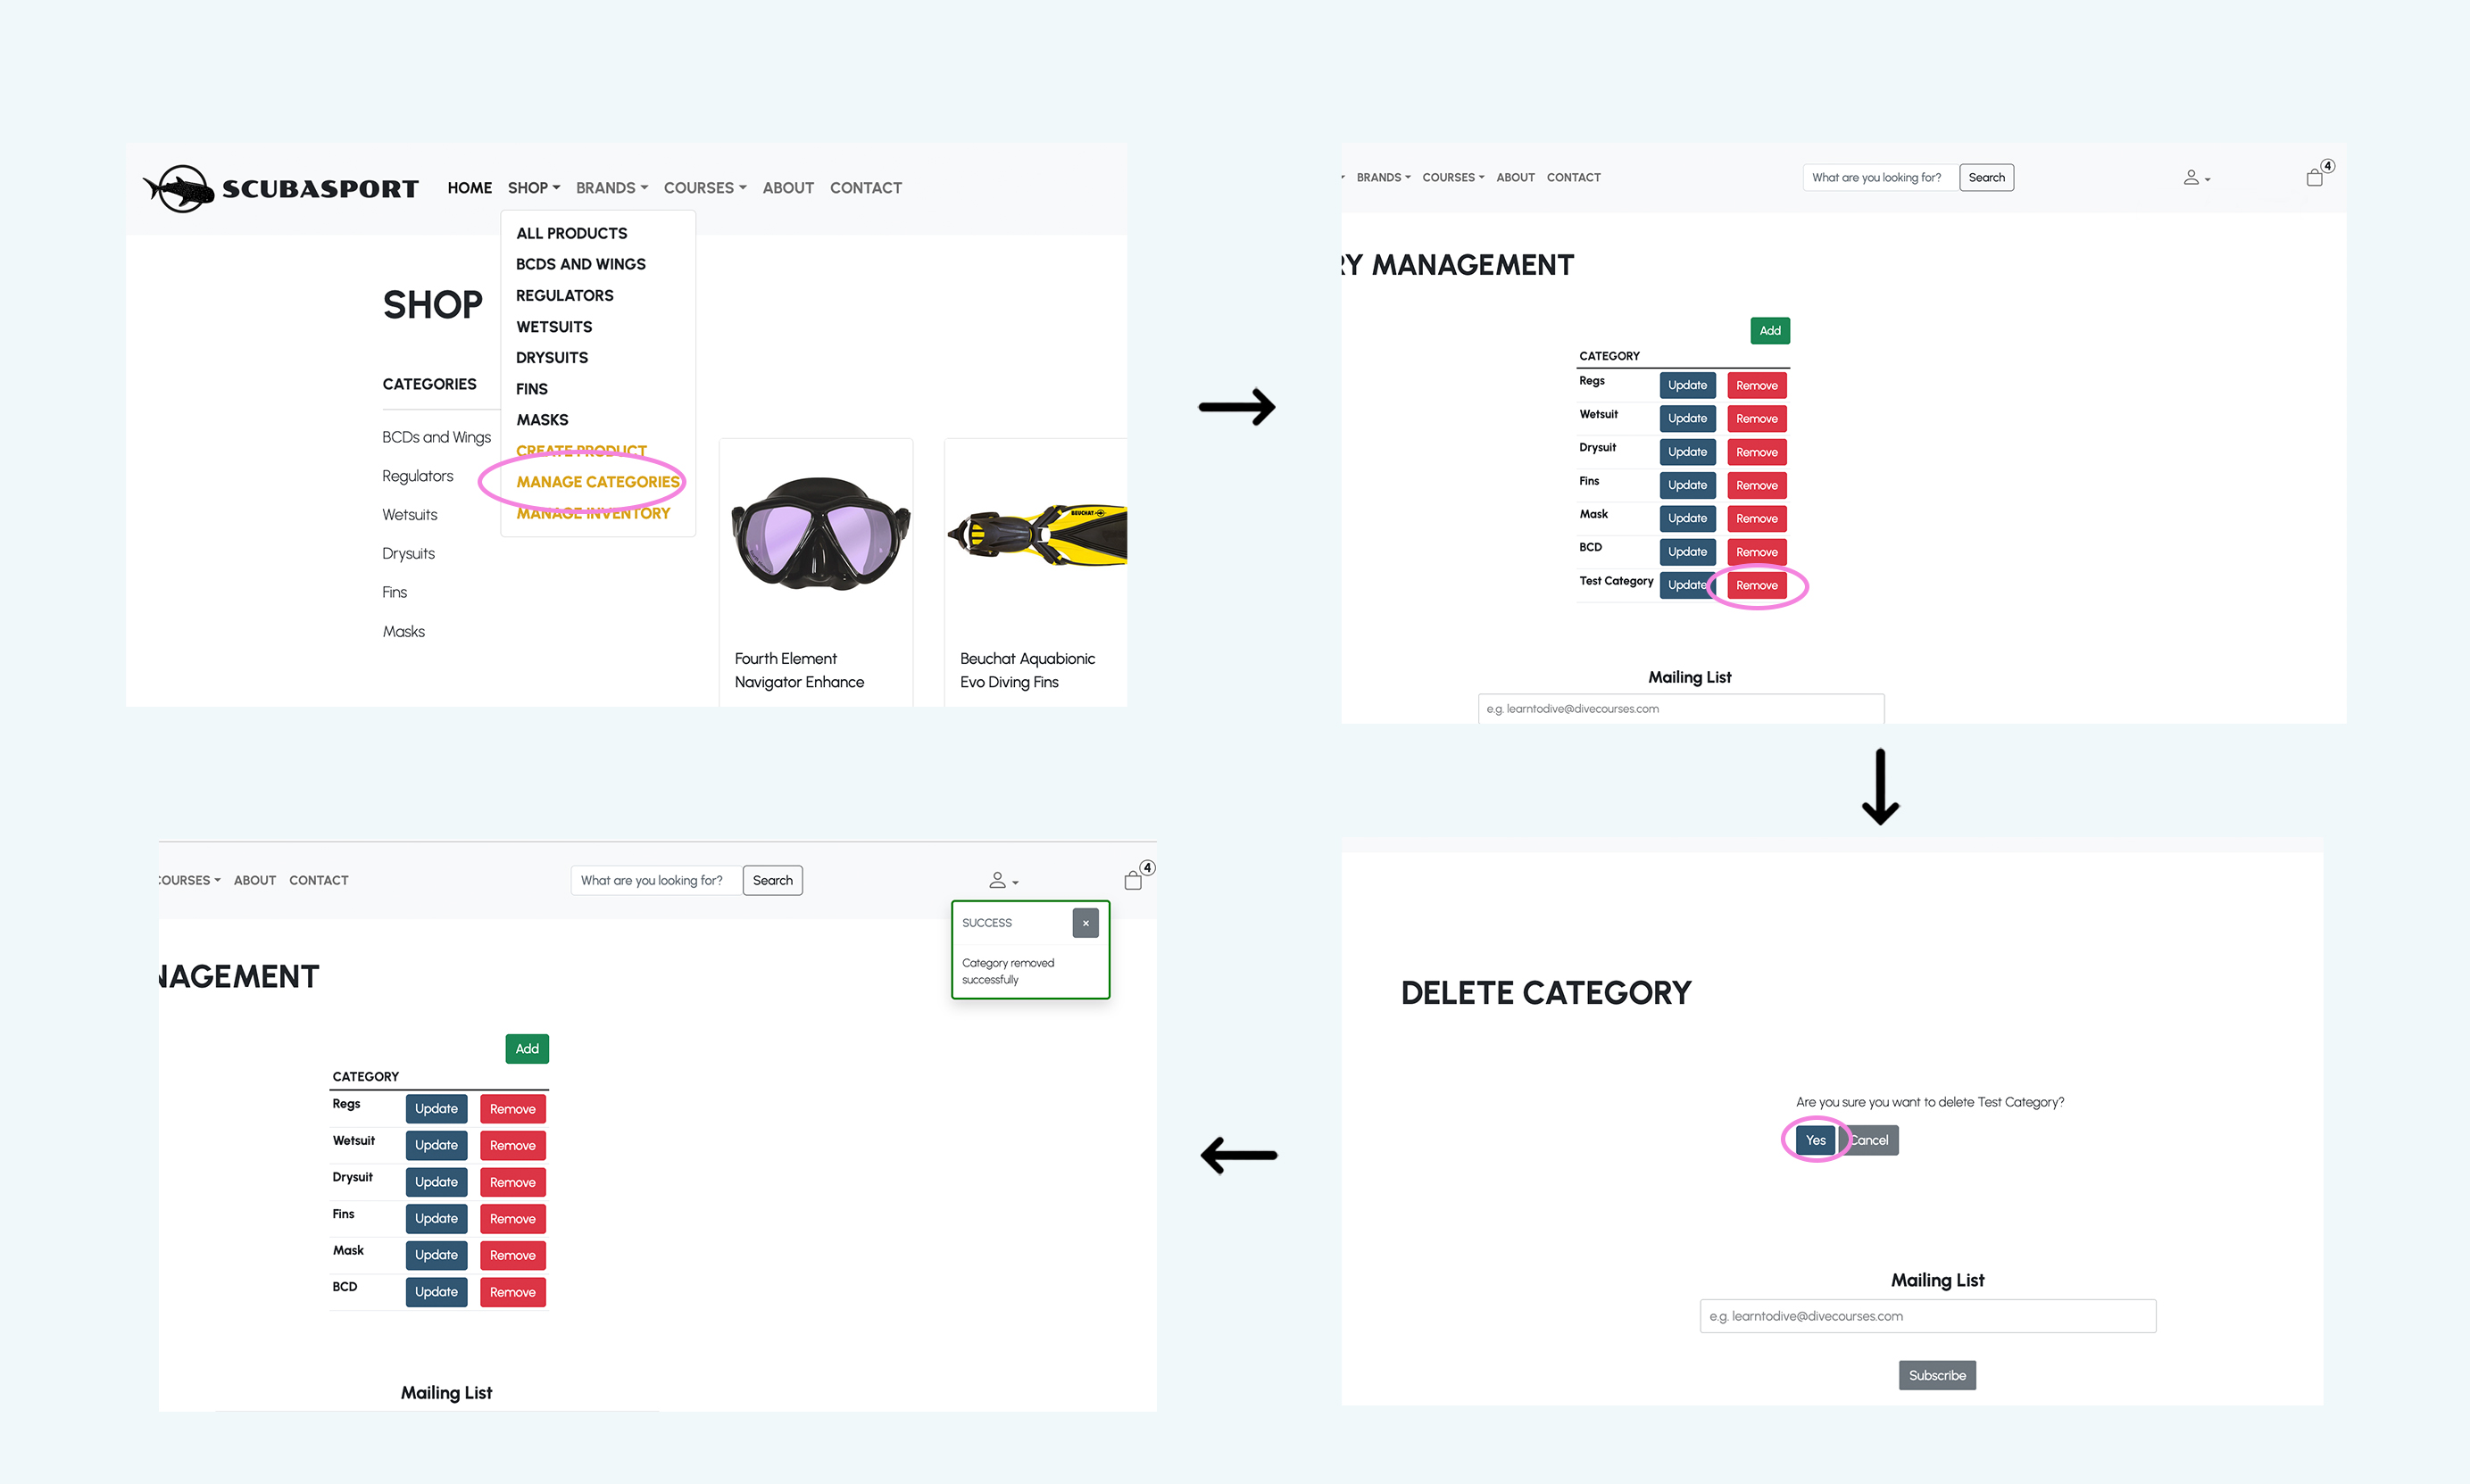 SCUBASPORT
HOME SHOP BRANDS COURSES ABOUT CONTACT
ALL PRODUCTS
BCDS AND WINGS
REGULATORS
WETSUITS
DRYSUITS
FINS
MASKS
CREATE PRODUCT
MANAGE CATEGORIES
MANAGE INVENTORY
SHOP
CATEGORIES
BCDs and Wings
Regulators
Wetsuits
Drysuits
Fins
Masks
BEUCHAT
Fourth Element
Navigator Enhance
Beuchat Aquabionic
Evo Diving Fins
BRANDS COURSES ABOUT CONTACT What are you looking for? Search 4
RY MANAGEMENT
Add
CATEGORY
Regs Update Remove
Wetsuit Update Remove
Drysuit Update Remove
Fins Update Remove
Mask Update Remove
BCD Update Remove
Test Category Update Remove
Mailing List
e.g. learntodive@divecourses.com
DELETE CATEGORY
Are you sure you want to delete Test Category?
Yes Cancel
Mailing List
e.g. learntodive@divecourses.com
Subscribe
COURSES ABOUT CONTACT What are you looking for? Search 4
SUCCESS ×
Category removed
successfully
NAGEMENT
Add
CATEGORY
Regs Update Remove
Wetsuit Update Remove
Drysuit Update Remove
Fins Update Remove
Mask Update Remove
BCD Update Remove
Mailing List